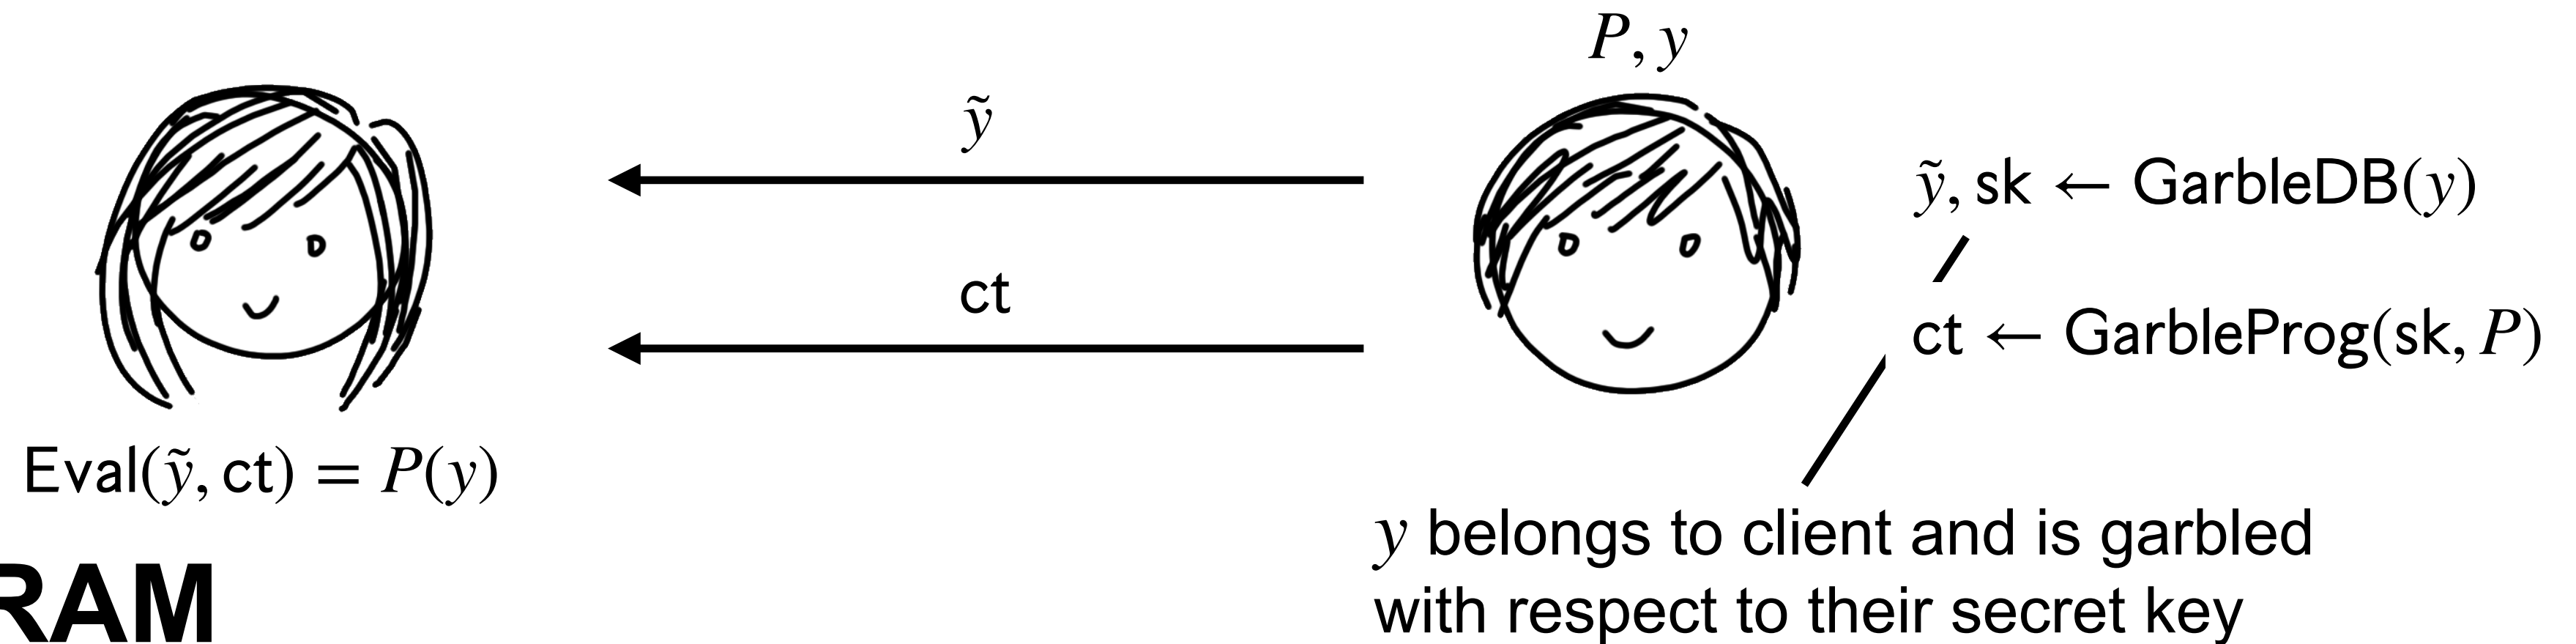 P, y
ỹ
ỹ, sk ← GarbleDB(y)
ct
ct ← GarbleProg(sk, P)
Eval(ỹ, ct) = P(y)
y belongs to client and is garbled
with respect to their secret key
RAM